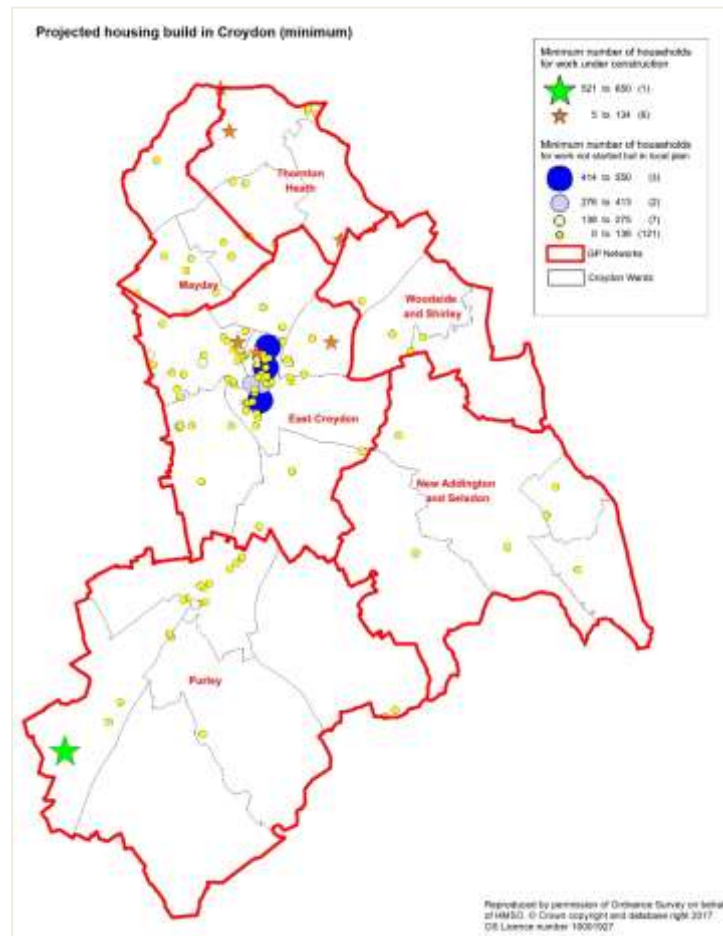 Projected housing build in Croydon (minimum)
Minimum number of households
for work under construction
521 to 650 (1)
5 to 134 (6)
Minimum number of households
for work not started but in local plan
414 to 550 (3)
276 to 413 (2)
138 to 275 (7)
0 to 138 (121)
GP Networks
Croydon Wards
Thornton
Heath
Mayday
Woodside
and Shirley
East Croydon
New Addington
and Selsdon
Purley
Reproduced by permission of Ordnance Survey on behalf
of HMSO. © Crown copyright and database right 2017
OS Licence number